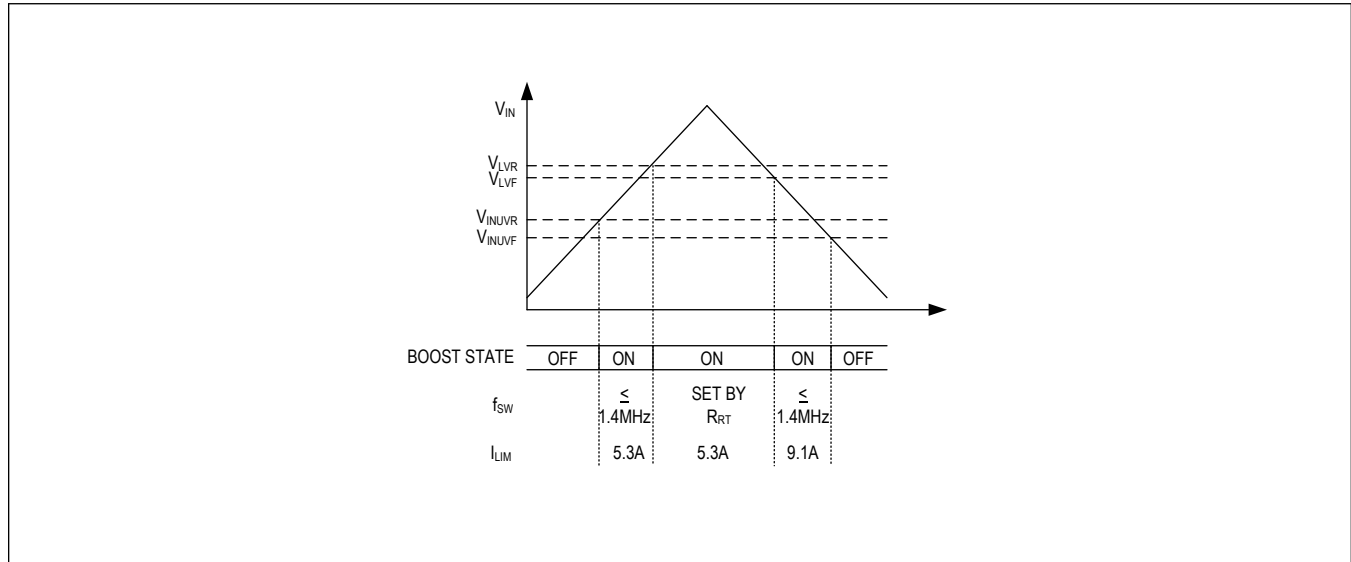 VIN
VLVR
VLVF
VINUVR
VINUVF
BOOST STATE OFF ON ON ON OFF
fSW ≤ 1.4MHz SET BY RRT ≤ 1.4MHz
ILIM 5.3A 5.3A 9.1A